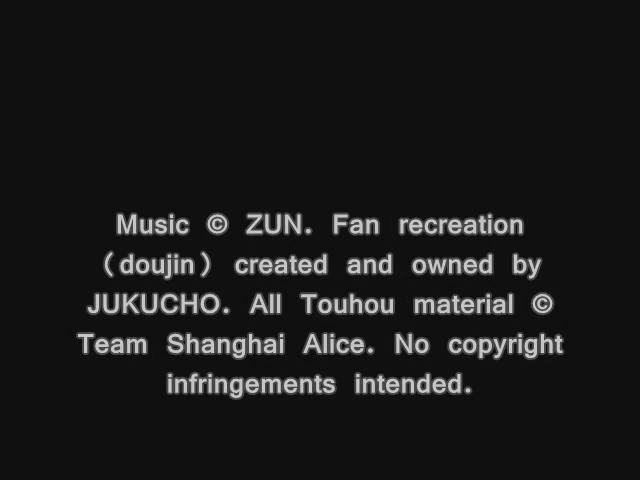 Music © ZUN. Fan recreation
(doujin) created and owned by
JUKUCHO. All Touhou material ©
Team Shanghai Alice. No copyright
infringements intended.